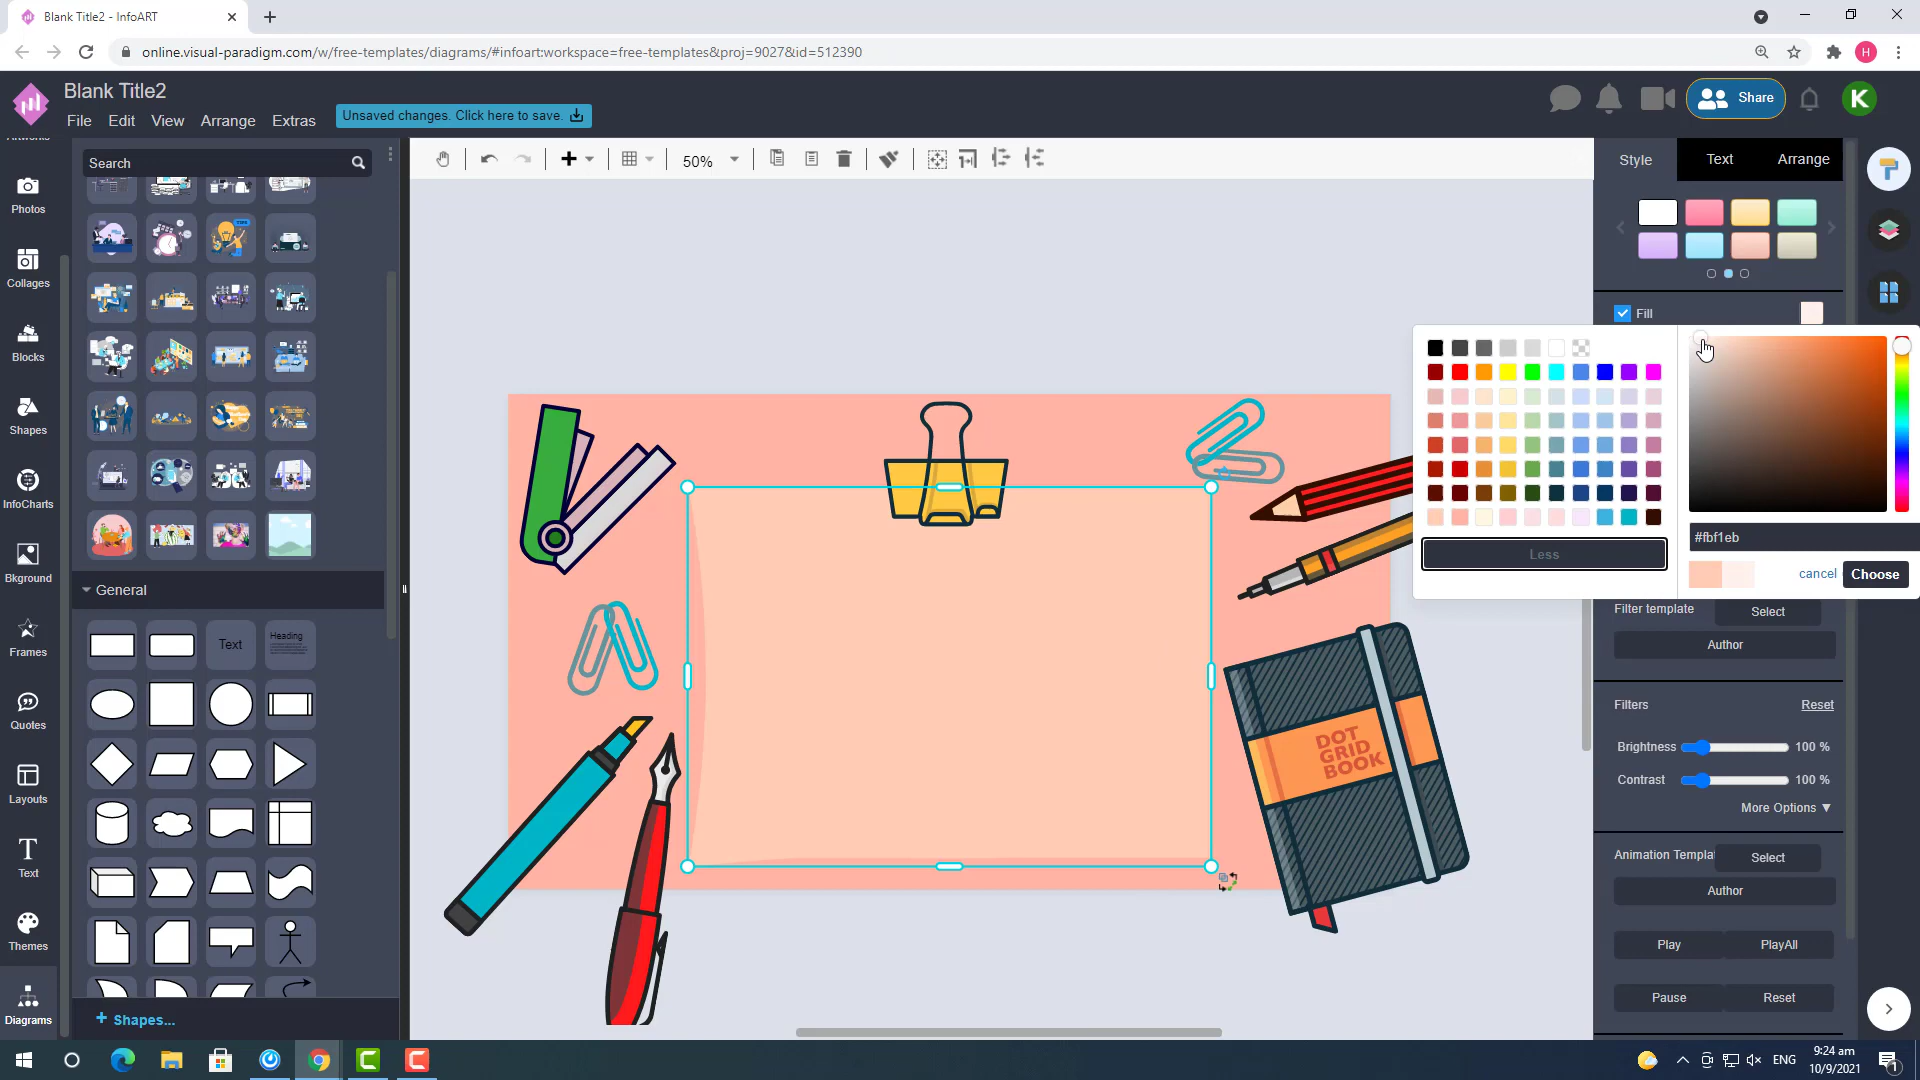 Blank Title2 - InfoART
online.visual-paradigm.com/w/free-templates/diagrams/#infoart:workspace=free-templates&proj=9027&id=512390
H
Blank Title2
File Edit View Arrange Extras
Unsaved changes. Click here to save.
Share
K
Search
50%
Style Text Arrange
Photos
Collages
Blocks
Shapes
InfoCharts
Bkground
Frames
Quotes
Layouts
Text
Themes
Diagrams
General
Text
Heading
+ Shapes...
DOT
GRID
BOOK
Fill
Less
#fbf1eb
cancel Choose
Filter template Select
Author
Filters Reset
Brightness 100 %
Contrast 100 %
More Options ▼
Animation Templa Select
Author
Play PlayAll
Pause Reset
ENG
9:24 am
10/9/2021
1